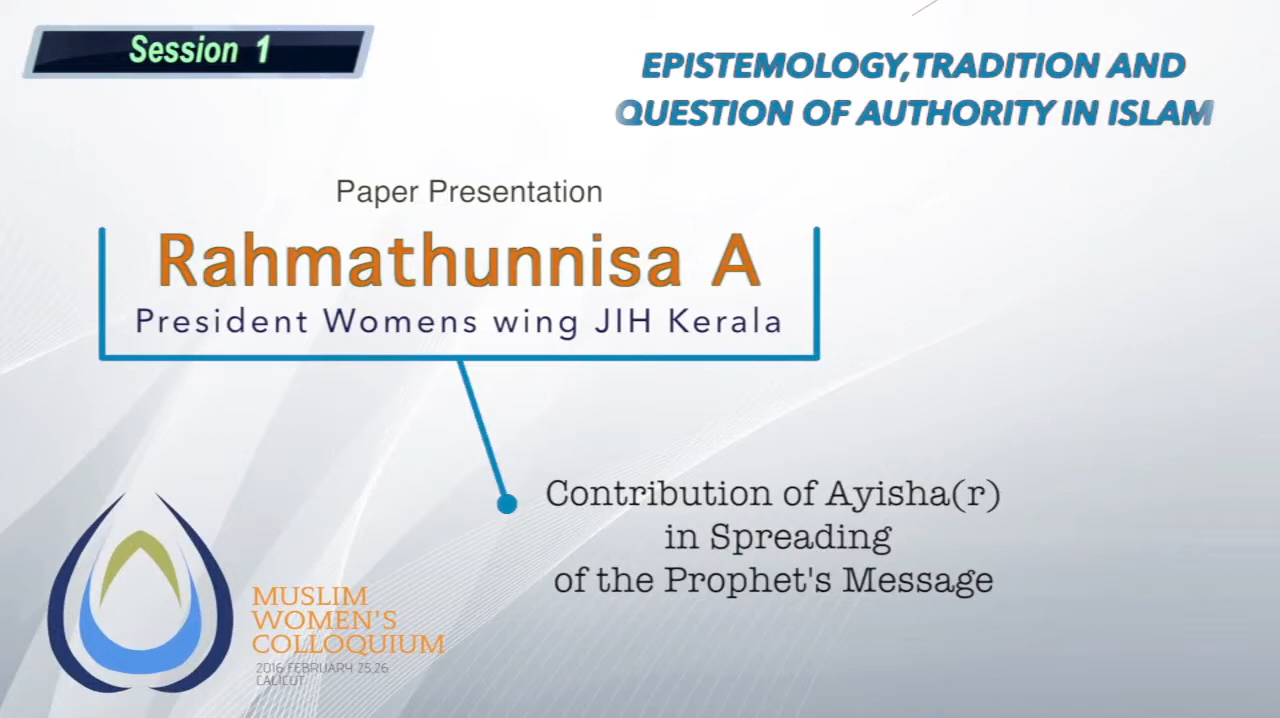 Session 1
EPISTEMOLOGY,TRADITION AND
QUESTION OF AUTHORITY IN ISLAM
Paper Presentation
Rahmathunnisa A
President Womens wing JIH Kerala
Contribution of Ayisha(r)
in Spreading
of the Prophet's Message
MUSLIM
WOMEN'S
COLLOQUIUM
2016 FEBRUARY 25.26
CALICUT